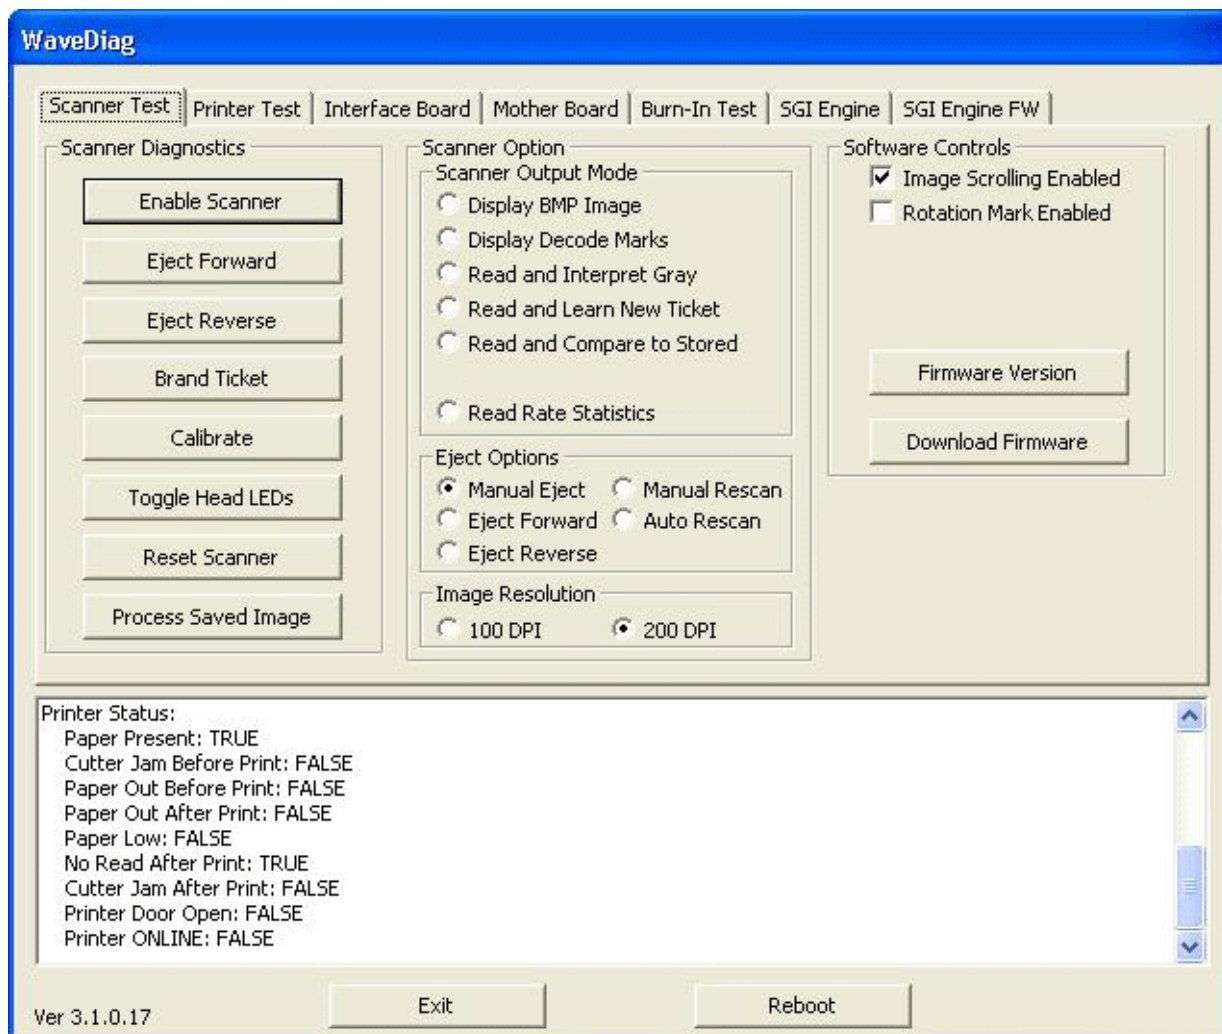 WaveDiag
Scanner Test Printer Test Interface Board Mother Board Burn-In Test SGI Engine SGI Engine FW
Scanner Diagnostics
Enable Scanner
Eject Forward
Eject Reverse
Brand Ticket
Calibrate
Toggle Head LEDs
Reset Scanner
Process Saved Image
Scanner Option
Scanner Output Mode
Display BMP Image
Display Decode Marks
Read and Interpret Gray
Read and Learn New Ticket
Read and Compare to Stored
Read Rate Statistics
Eject Options
Manual Eject Manual Rescan
Eject Forward Auto Rescan
Eject Reverse
Image Resolution
100 DPI 200 DPI
Software Controls
Image Scrolling Enabled
Rotation Mark Enabled
Firmware Version
Download Firmware
Printer Status:
Paper Present: TRUE
Cutter Jam Before Print: FALSE
Paper Out Before Print: FALSE
Paper Out After Print: FALSE
Paper Low: FALSE
No Read After Print: TRUE
Cutter Jam After Print: FALSE
Printer Door Open: FALSE
Printer ONLINE: FALSE
Ver 3.1.0.17
Exit
Reboot